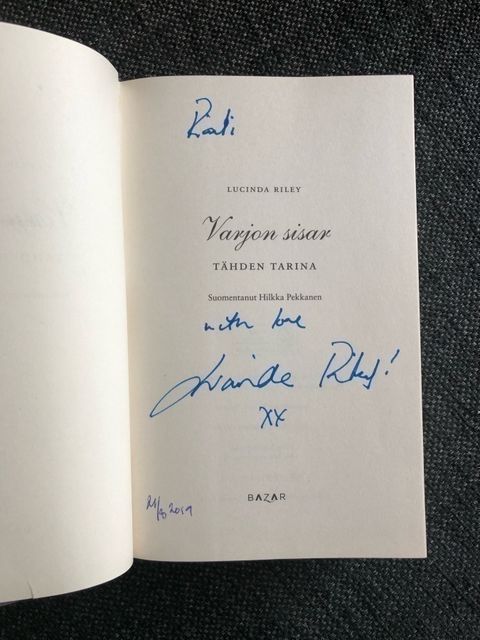 LUCINDA RILEY
Varjon sisar
TÄHDEN TARINA
Suomentanut Hilkka Pekkanen
with love
Lucinda Riley!
xx
BAZAR